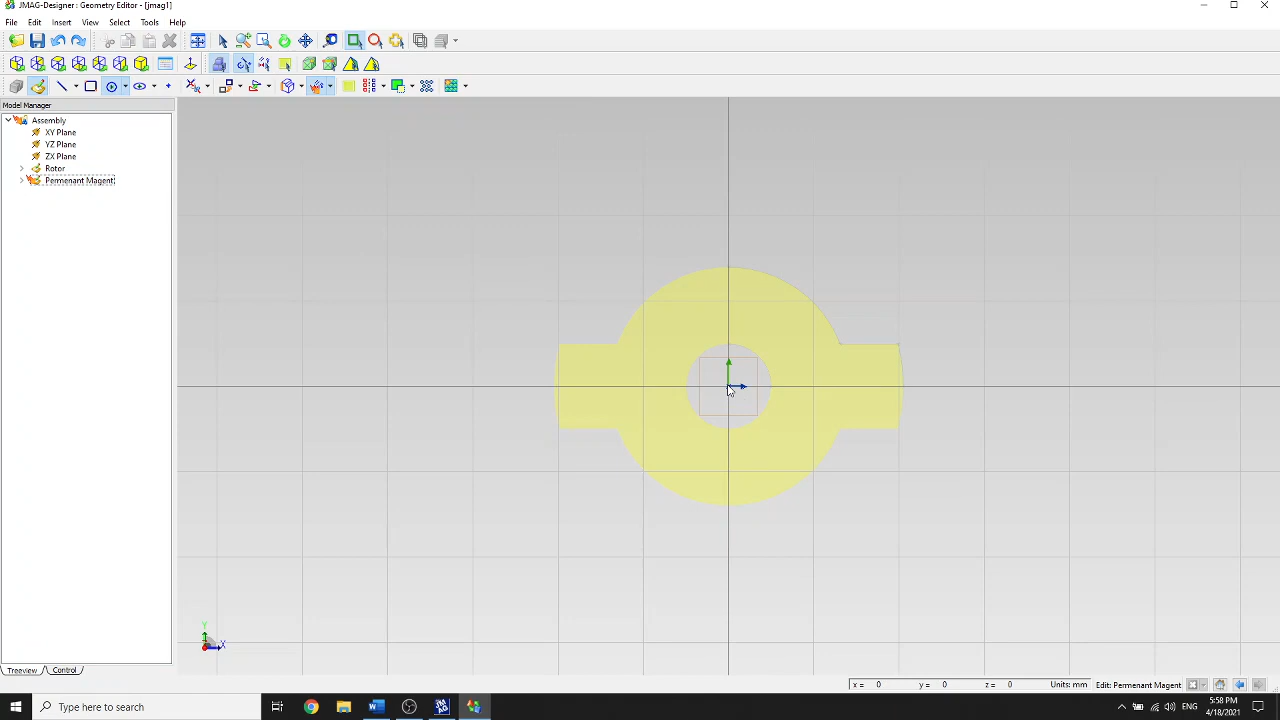 JMAG-Designer : Geometry Editor - [jmag1]
File Edit Insert View Select Tools Help
Model Manager
Assembly
XY Plane
YZ Plane
ZX Plane
Rotor
Permenant Magent
Y
X
Treeview Control
x = 0 y = 0 z = 0 Units: mm Edit: Permenant Magent
Type here to search
ENG
5:58 PM
4/18/2021